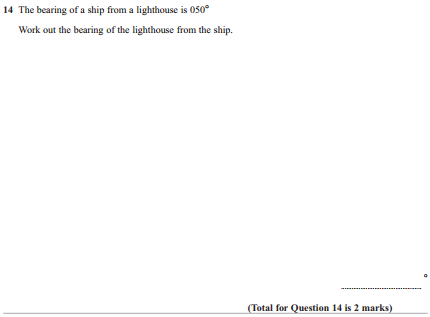 14 The bearing of a ship from a lighthouse is 050°
Work out the bearing of the lighthouse from the ship.
°
(Total for Question 14 is 2 marks)